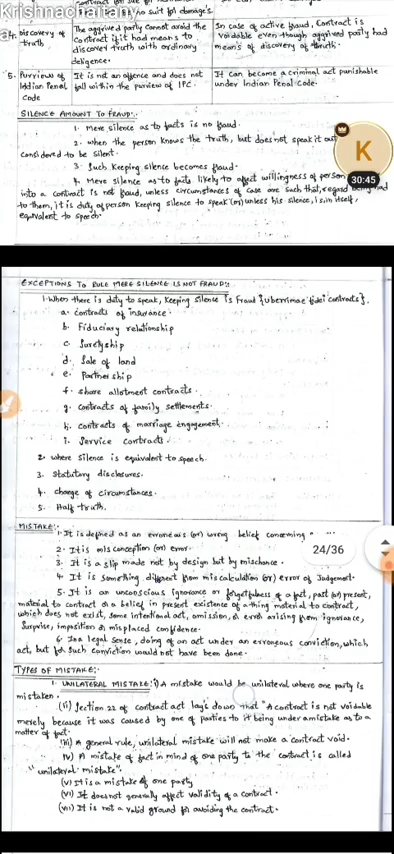 Krishnachaitanya
4. Discovery of truth
The aggrieved party cannot avoid the contract if it had means to discover truth with ordinary deligence.
In case of active fraud, Contract is voidable even though aggrieved party had means of discovery of truth.
5. Purview of Indian Penal Code
It is not an offence and does not fall within the purview of IPC.
It can become a criminal act punishable under Indian Penal Code.
SILENCE AMOUNT TO FRAUD:-
1. Mere silence as to facts is no fraud.
2. When the person knows the truth, but does not speak it out
considered to be silent.
3. Such keeping silence becomes fraud.
4. Mere silence as to facts likely to affect willingness of person
into a contract is not fraud, unless circumstances of case are such that, regard being had
to them, it is duty of person keeping silence to speak (or) unless his silence, is in itself,
equivalent to speech.
K
30:45
EXCEPTIONS TO RULE MERE SILENCE IS NOT FRAUD:-
1. When there is duty to speak, keeping silence is Fraud {uberrimae fidei contracts}.
a. contracts of insurance.
b. Fiduciary relationship
c. Suretyship
d. Sale of land
e. Partnership
f. share allotment contracts.
g. contracts of family settlements.
h. contracts of marriage engagement.
i. Service contract.
2. where silence is equivalent to speech.
3. Statutory disclosures.
4. change of circumstances.
5. Half truth.
MISTAKE:-
1. It is defined as an erroneous (or) wrong belief concerning
2. It is mis conception (or) error.
3. It is a slip made not by design but by mischance.
4. It is something different from miscalculation (or) error of Judgement.
5. It is an unconscious ignorance or forgetfulness of a fact, past (or) present,
material to contract or a belief in present existence of a thing material to contract,
which does not exist, some intentional act, omission, or error arising from ignorance,
Surprise, imposition or misplaced confidence.
6. In a legal sense, doing of an act under an erroneous conviction, which
act, but for such conviction would not have been done.
24/36
TYPES OF MISTAKE:-
1. UNILATERAL MISTAKE: i) A mistake would be unilateral where one party is
mistaken.
(ii) Section 22 of contract act lay's down that "A contract is not voidable
merely because it was caused by one of parties to it being under a mistake as to a
matter of fact.
(iii) A general rule, unilateral mistake will not make a contract void.
iv) A mistake of fact in mind of one party to the contract is called
"unilateral mistake".
(v) It is a mistake of one party
(vi) It does not generally affect validity of a contract.
(vii) It is not a valid ground for avoiding the contract.